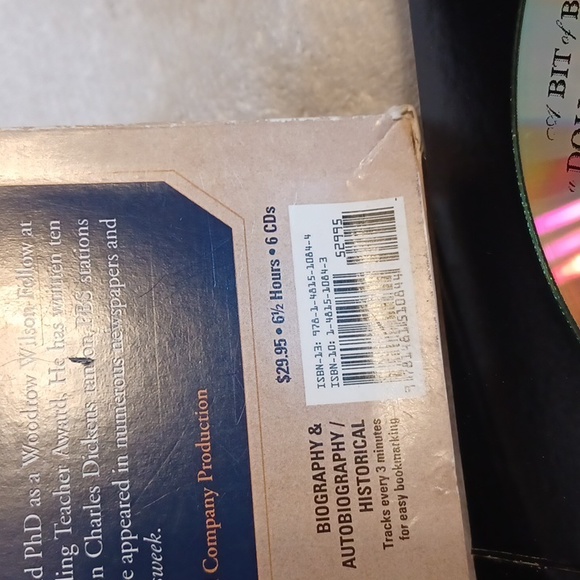 d PhD as a Woodrow Wilson Fellow at
ling Teacher Award. He has written ten
n Charles Dickens ran on PBS stations
e appeared in numerous newspapers and
sweek.
Company Production
$29.95 • 6½ Hours • 6 CDs
ISBN-13: 978-1-4815-1084-4
ISBN-10: 1-4815-1084-3
52995
9 781481 510844
BIOGRAPHY &
AUTOBIOGRAPHY /
HISTORICAL
Tracks every 3 minutes
for easy bookmarking
BIT